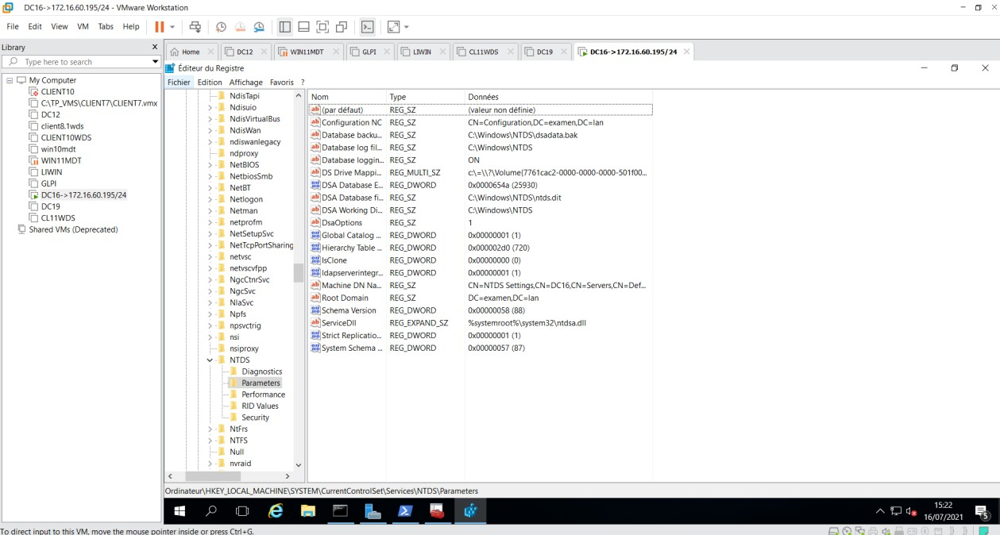 DC16->172.16.60.195/24 - VMware Workstation
File Edit View VM Tabs Help
Library
Type here to search
My Computer
CLIENT10
C:\TP_VMS\CLIENT7\CLIENT7.vmx
DC12
client8.1wds
CLIENT10WDS
win10mdt
WIN11MDT
LIWIN
GLPI
DC16->172.16.60.195/24
DC19
CL11WDS
Shared VMs (Deprecated)
Home DC12 WIN11MDT GLPI LIWIN CL11WDS DC19 DC16->172.16.60.195/24
Éditeur du Registre
Fichier Edition Affichage Favoris ?
NdisTapi
Ndisuio
NdisVirtualBus
NdisWan
ndiswanlegacy
ndproxy
NetBIOS
NetbiosSmb
NetBT
Netlogon
Netman
netprofm
NetSetupSvc
NetTcpPortSharing
netvsc
netvscvfpp
NgcCtnrSvc
NgcSvc
NlaSvc
Npfs
npsvctrig
nsi
nsiproxy
NTDS
Diagnostics
Parameters
Performance
RID Values
Security
NtFrs
NTFS
Null
nvraid
Nom Type Données
(par défaut) REG_SZ (valeur non définie)
Configuration NC REG_SZ CN=Configuration,DC=examen,DC=lan
Database backu... REG_SZ C:\Windows\NTDS\dsadata.bak
Database log fil... REG_SZ C:\Windows\NTDS
Database loggin... REG_SZ ON
DS Drive Mappi... REG_MULTI_SZ c:\=\\?\Volume{7761cac2-0000-0000-0000-501f00...
DSA Database E... REG_DWORD 0x0000654a (25930)
DSA Database fi... REG_SZ C:\Windows\NTDS\ntds.dit
DSA Working Di... REG_SZ C:\Windows\NTDS
DsaOptions REG_SZ 1
Global Catalog ... REG_DWORD 0x00000001 (1)
Hierarchy Table ... REG_DWORD 0x000002d0 (720)
IsClone REG_DWORD 0x00000000 (0)
ldapserverintegr... REG_DWORD 0x00000001 (1)
Machine DN Na... REG_SZ CN=NTDS Settings,CN=DC16,CN=Servers,CN=Def...
Root Domain REG_SZ DC=examen,DC=lan
Schema Version REG_DWORD 0x00000058 (88)
ServiceDll REG_EXPAND_SZ %systemroot%\system32\ntdsa.dll
Strict Replicatio... REG_DWORD 0x00000001 (1)
System Schema ... REG_DWORD 0x00000057 (87)
Ordinateur\HKEY_LOCAL_MACHINE\SYSTEM\CurrentControlSet\Services\NTDS\Parameters
15:22
16/07/2021
5
To direct input to this VM, move the mouse pointer inside or press Ctrl+G.